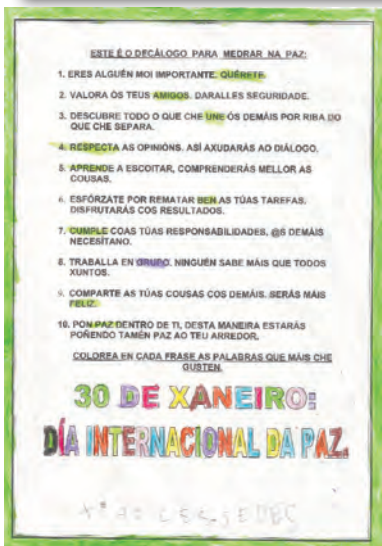 ESTE É O DECÁLOGO PARA MEDRAR NA PAZ:
1. ERES ALGUÉN MOI IMPORTANTE. QUÉRETE.
2. VALORA ÓS TEUS AMIGOS. DARALLES SEGURIDADE.
3. DESCUBRE TODO O QUE CHE UNE ÓS DEMÁIS POR RIBA DO
QUE CHE SEPARA.
4. RESPECTA AS OPINIÓNS. ASÍ AXUDARÁS AO DIÁLOGO.
5. APRENDE A ESCOITAR, COMPRENDERÁS MELLOR AS
COUSAS.
6. ESFÓRZATE POR REMATAR BEN AS TÚAS TAREFAS.
DISFRUTARÁS COS RESULTADOS.
7. CUMPLE COAS TÚAS RESPONSABILIDADES. @S DEMÁIS
NECESÍTANO.
8. TRABALLA EN GRUPO. NINGUÉN SABE MÁIS QUE TODOS
XUNTOS.
9. COMPARTE AS TÚAS COUSAS COS DEMÁIS. SERÁS MÁIS
FELIZ.
10. PON PAZ DENTRO DE TI, DESTA MANEIRA ESTARÁS
POÑENDO TAMÉN PAZ AO TEU ARREDOR.
COLOREA EN CADA FRASE AS PALABRAS QUE MÁIS CHE
GUSTEN.
30 DE XANEIRO:
DÍA INTERNACIONAL DA PAZ.